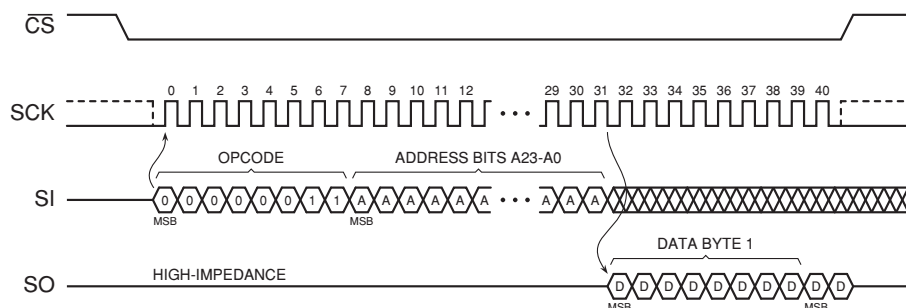 CS
0 1 2 3 4 5 6 7 8 9 10 11 12 29 30 31 32 33 34 35 36 37 38 39 40
SCK
OPCODE ADDRESS BITS A23-A0
SI 0 0 0 0 0 0 1 1 A A A A A A A A A
MSB MSB
DATA BYTE 1
HIGH-IMPEDANCE
SO D D D D D D D D D D
MSB MSB